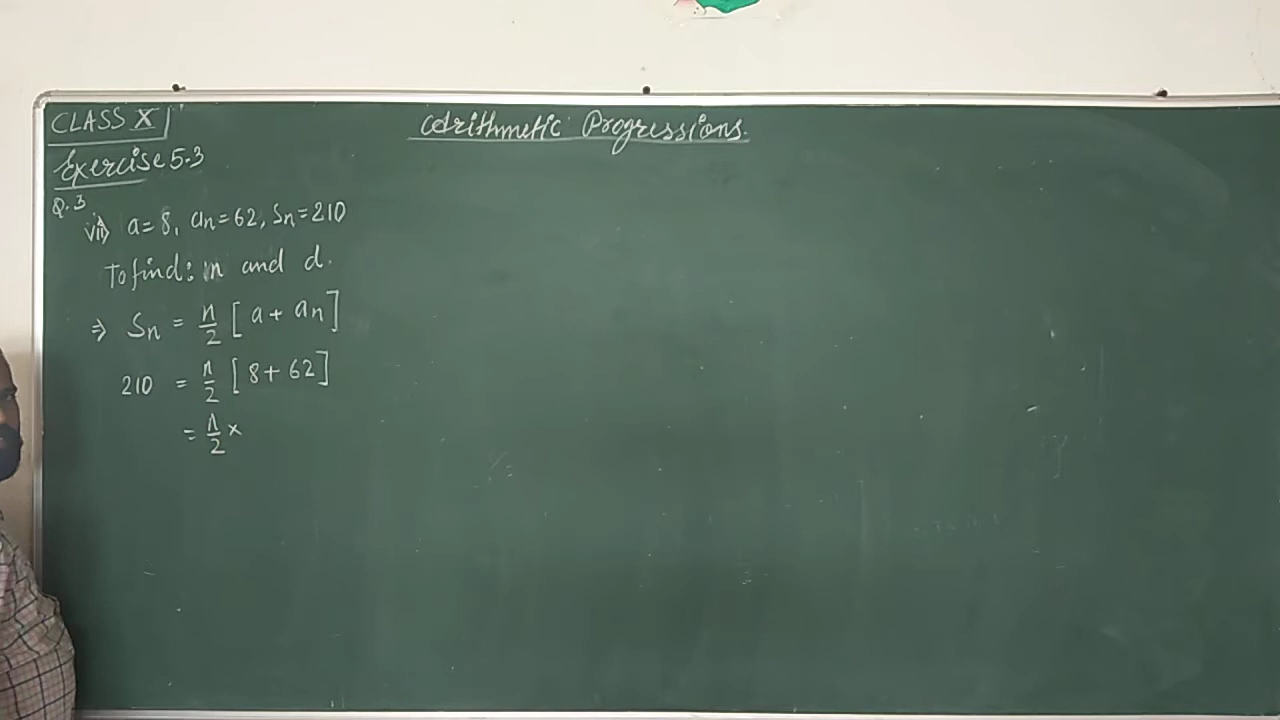 CLASS X
Arithmetic Progressions.
Exercise 5.3
Q.3
vii) a=8, an=62, Sn=210
To find: n and d.
⇒ Sn = n/2 [a + an]
210 = n/2 [8+62]
= n/2 ×